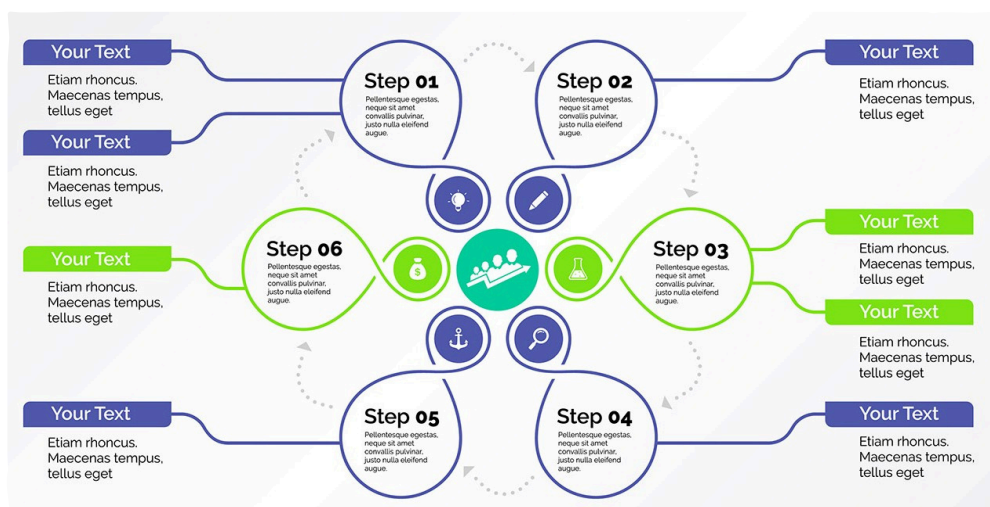 Your Text
Etiam rhoncus.
Maecenas tempus,
tellus eget
Your Text
Etiam rhoncus.
Maecenas tempus,
tellus eget
Step 01
Pellentesque egestas,
neque sit amet
convallis pulvinar,
justo nulla eleifend
augue.
Step 02
Pellentesque egestas,
neque sit amet
convallis pulvinar,
justo nulla eleifend
augue.
Your Text
Etiam rhoncus.
Maecenas tempus,
tellus eget
Your Text
Etiam rhoncus.
Maecenas tempus,
tellus eget
Step 06
Pellentesque egestas,
neque sit amet
convallis pulvinar,
justo nulla eleifend
augue.
$
Step 03
Pellentesque egestas,
neque sit amet
convallis pulvinar,
justo nulla eleifend
augue.
Your Text
Etiam rhoncus.
Maecenas tempus,
tellus eget
Your Text
Etiam rhoncus.
Maecenas tempus,
tellus eget
Your Text
Etiam rhoncus.
Maecenas tempus,
tellus eget
Step 05
Pellentesque egestas,
neque sit amet
convallis pulvinar,
justo nulla eleifend
augue.
Step 04
Pellentesque egestas,
neque sit amet
convallis pulvinar,
justo nulla eleifend
augue.
Your Text
Etiam rhoncus.
Maecenas tempus,
tellus eget